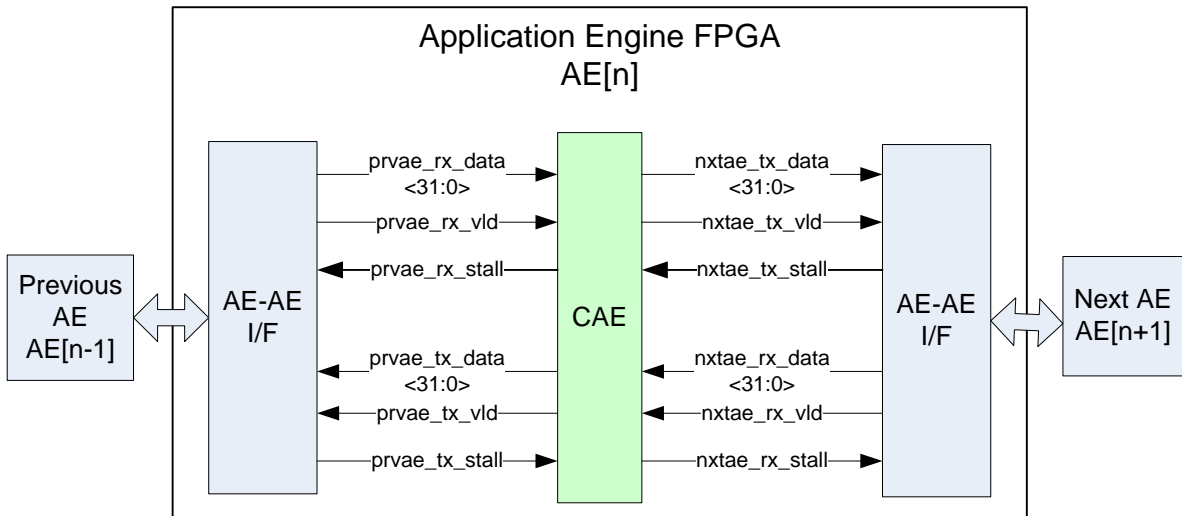 Application Engine FPGA
AE[n]
Previous
AE
AE[n-1]
AE-AE
I/F
prvae_rx_data
<31:0>
prvae_rx_vld
prvae_rx_stall
prvae_tx_data
<31:0>
prvae_tx_vld
prvae_tx_stall
CAE
nxtae_tx_data
<31:0>
nxtae_tx_vld
nxtae_tx_stall
nxtae_rx_data
<31:0>
nxtae_rx_vld
nxtae_rx_stall
AE-AE
I/F
Next AE
AE[n+1]